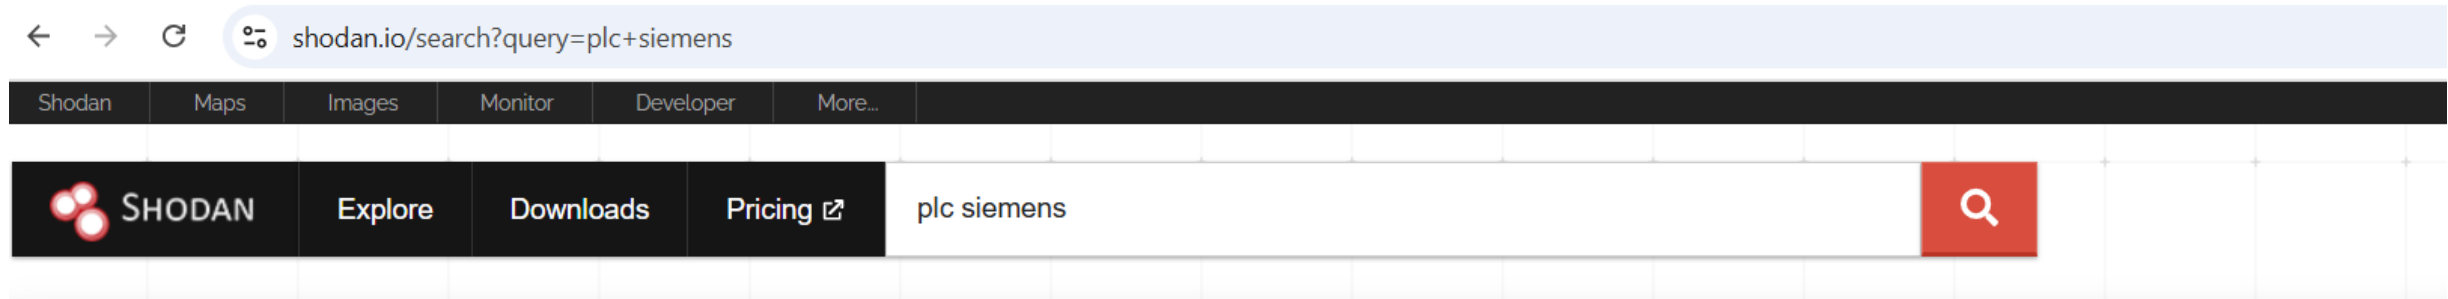 shodan.io/search?query=plc+siemens
Shodan Maps Images Monitor Developer More...
SHODAN Explore Downloads Pricing plc siemens